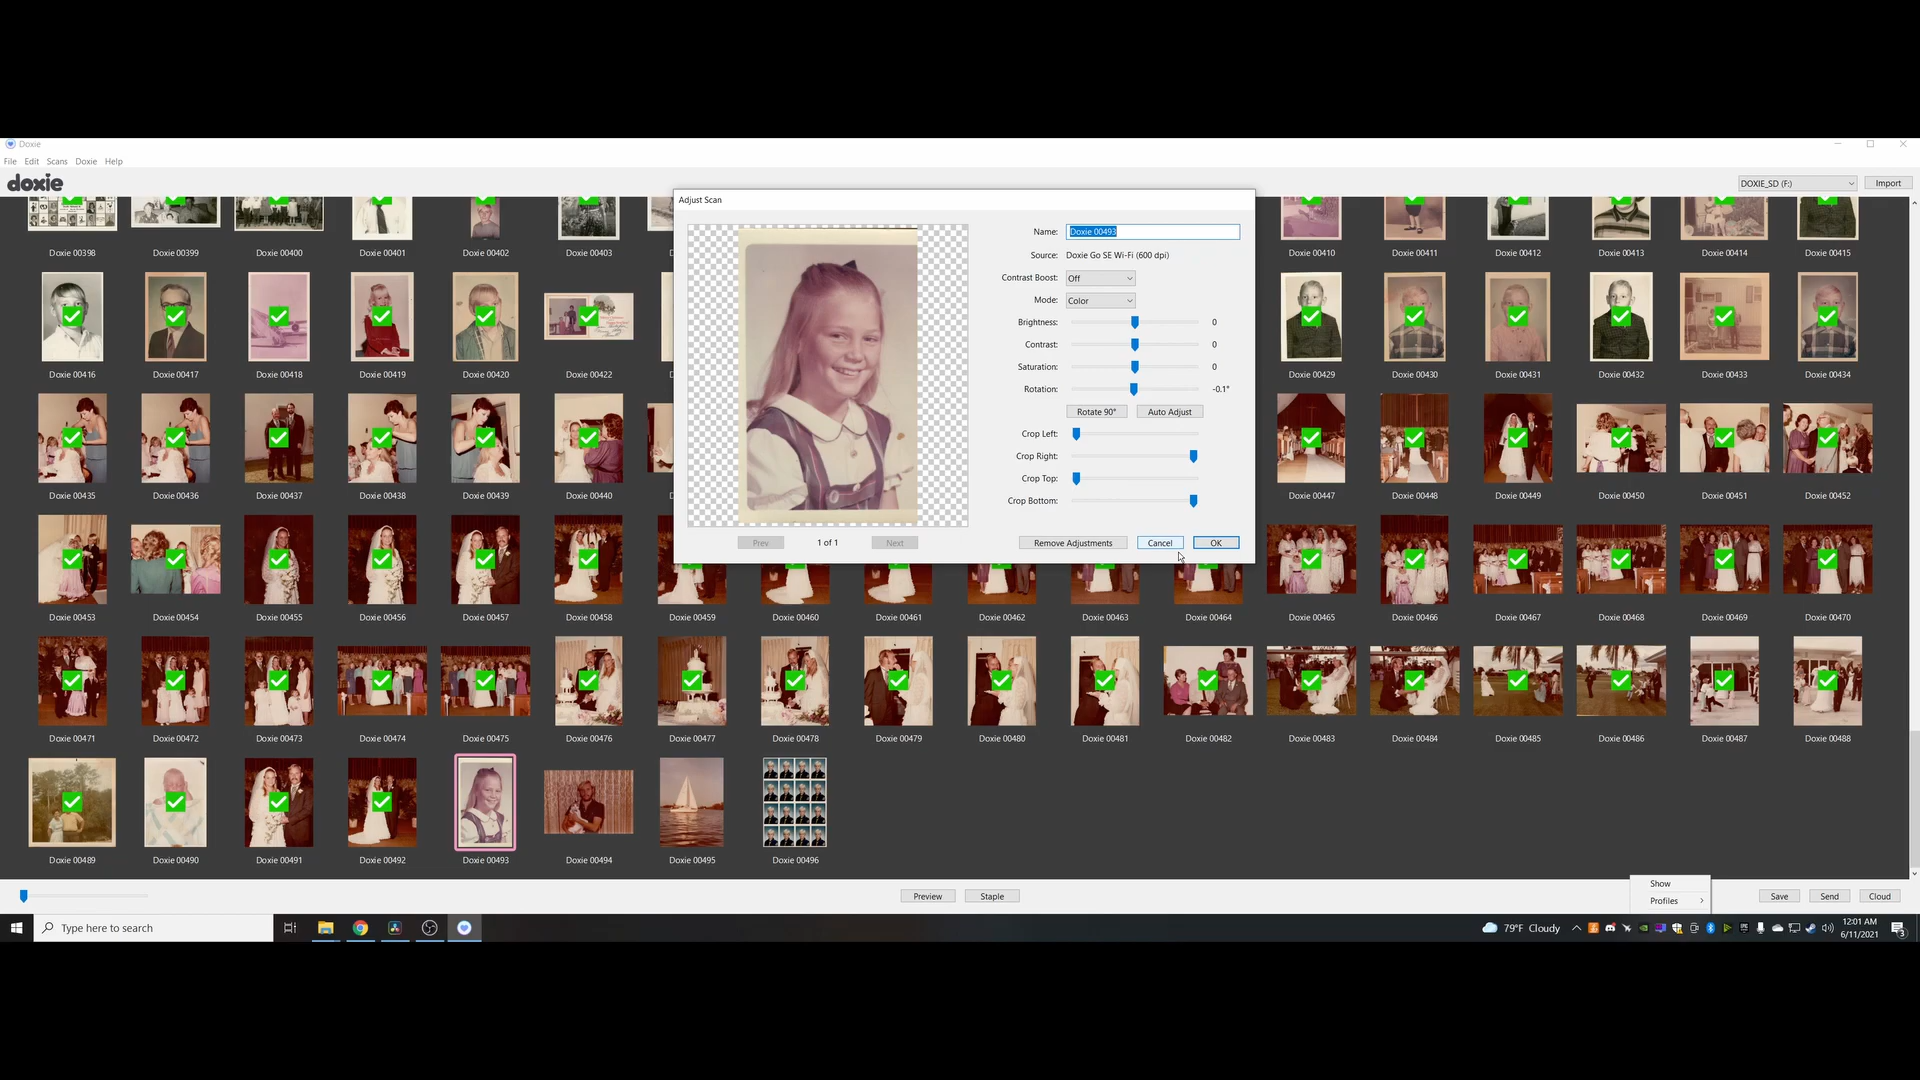 Doxie
File Edit Scans Doxie Help
doxie
DOXIE_SD (F:) Import
Doxie 00398 Doxie 00399 Doxie 00400 Doxie 00401 Doxie 00402 Doxie 00403 Doxie 00410 Doxie 00411 Doxie 00412 Doxie 00413 Doxie 00414 Doxie 00415
Doxie 00416 Doxie 00417 Doxie 00418 Doxie 00419 Doxie 00420 Doxie 00422 Doxie 00429 Doxie 00430 Doxie 00431 Doxie 00432 Doxie 00433 Doxie 00434
Doxie 00435 Doxie 00436 Doxie 00437 Doxie 00438 Doxie 00439 Doxie 00440 Doxie 00447 Doxie 00448 Doxie 00449 Doxie 00450 Doxie 00451 Doxie 00452
Adjust Scan
Name: Doxie 00493
Source: Doxie Go SE Wi-Fi (600 dpi)
Contrast Boost: Off
Mode: Color
Brightness: 0
Contrast: 0
Saturation: 0
Rotation: -0.1°
Rotate 90° Auto Adjust
Crop Left:
Crop Right:
Crop Top:
Crop Bottom:
Prev 1 of 1 Next Remove Adjustments Cancel OK
Doxie 00453 Doxie 00454 Doxie 00455 Doxie 00456 Doxie 00457 Doxie 00458 Doxie 00459 Doxie 00460 Doxie 00461 Doxie 00462 Doxie 00463 Doxie 00464 Doxie 00465 Doxie 00466 Doxie 00467 Doxie 00468 Doxie 00469 Doxie 00470
Doxie 00471 Doxie 00472 Doxie 00473 Doxie 00474 Doxie 00475 Doxie 00476 Doxie 00477 Doxie 00478 Doxie 00479 Doxie 00480 Doxie 00481 Doxie 00482 Doxie 00483 Doxie 00484 Doxie 00485 Doxie 00486 Doxie 00487 Doxie 00488
Doxie 00489 Doxie 00490 Doxie 00491 Doxie 00492 Doxie 00493 Doxie 00494 Doxie 00495 Doxie 00496
Show
Profiles
Preview Staple Save Send Cloud
Type here to search 79°F Cloudy 12:01 AM
6/11/2021
3